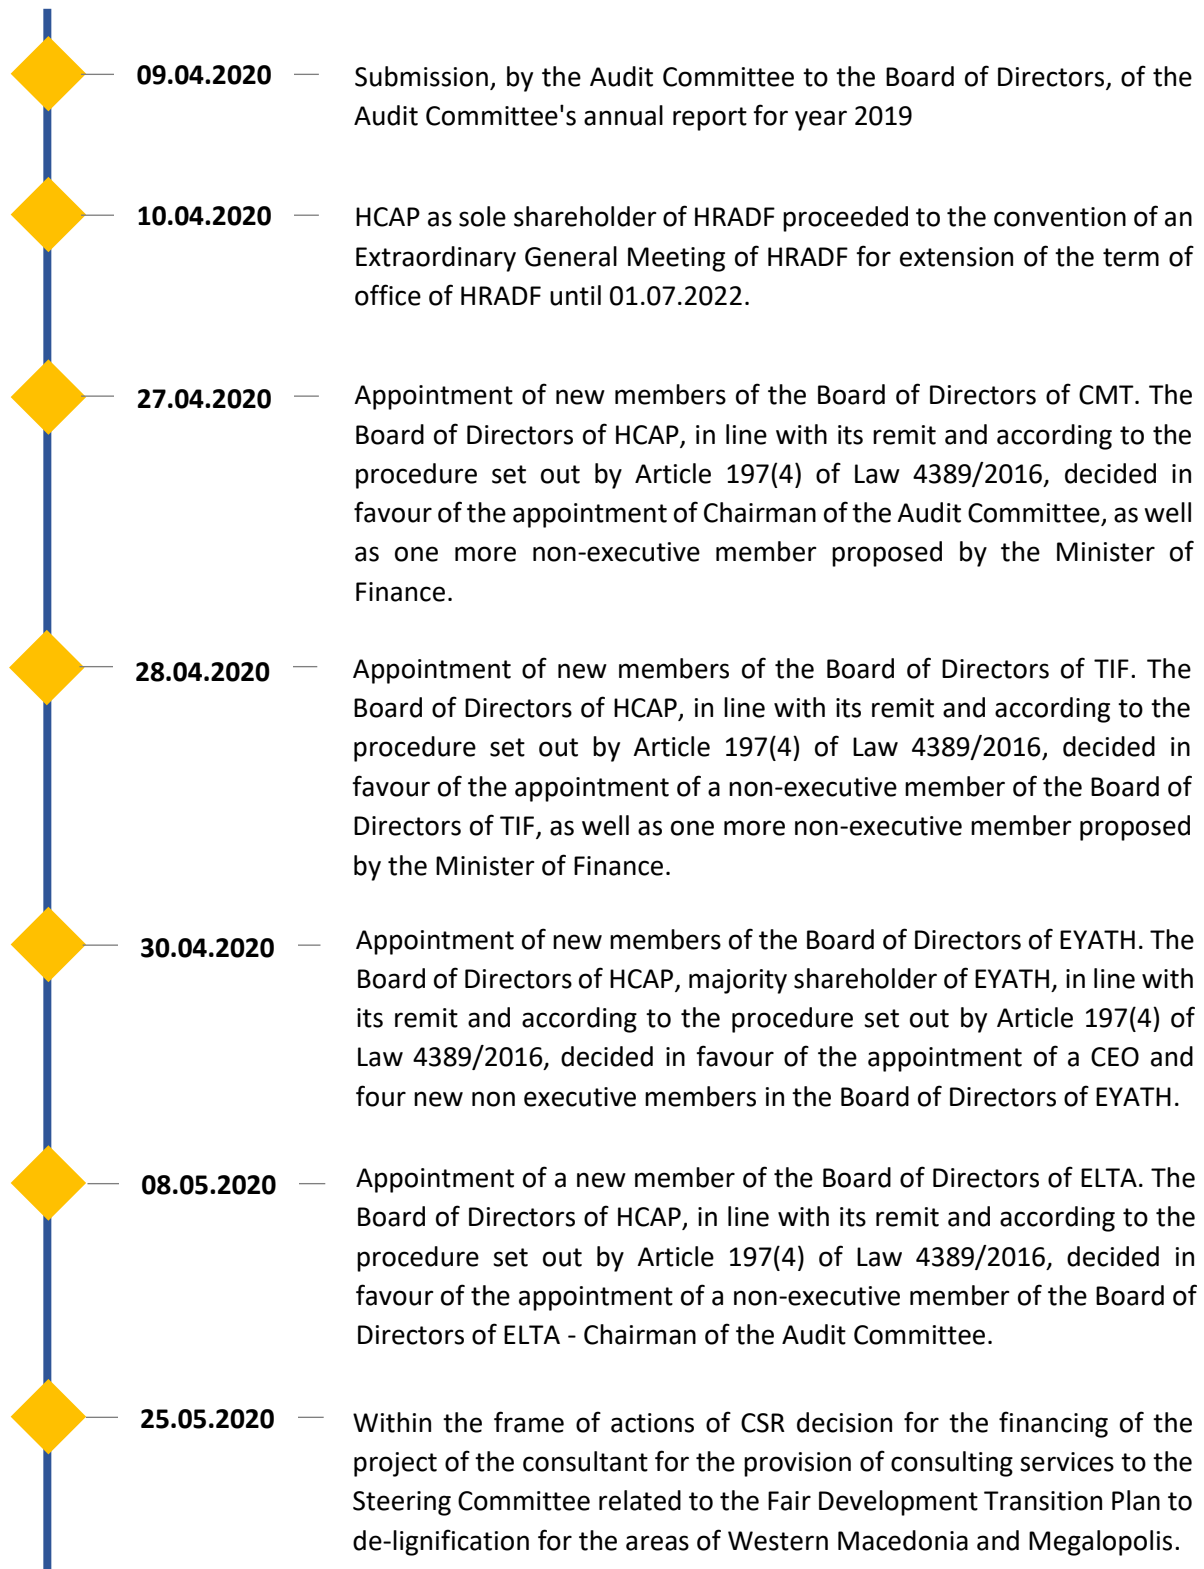 09.04.2020
Submission, by the Audit Committee to the Board of Directors, of the
Audit Committee's annual report for year 2019
10.04.2020
HCAP as sole shareholder of HRADF proceeded to the convention of an
Extraordinary General Meeting of HRADF for extension of the term of
office of HRADF until 01.07.2022.
27.04.2020
Appointment of new members of the Board of Directors of CMT. The
Board of Directors of HCAP, in line with its remit and according to the
procedure set out by Article 197(4) of Law 4389/2016, decided in
favour of the appointment of Chairman of the Audit Committee, as well
as one more non-executive member proposed by the Minister of
Finance.
28.04.2020
Appointment of new members of the Board of Directors of TIF. The
Board of Directors of HCAP, in line with its remit and according to the
procedure set out by Article 197(4) of Law 4389/2016, decided in
favour of the appointment of a non-executive member of the Board of
Directors of TIF, as well as one more non-executive member proposed
by the Minister of Finance.
30.04.2020
Appointment of new members of the Board of Directors of EYATH. The
Board of Directors of HCAP, majority shareholder of EYATH, in line with
its remit and according to the procedure set out by Article 197(4) of
Law 4389/2016, decided in favour of the appointment of a CEO and
four new non executive members in the Board of Directors of EYATH.
08.05.2020
Appointment of a new member of the Board of Directors of ELTA. The
Board of Directors of HCAP, in line with its remit and according to the
procedure set out by Article 197(4) of Law 4389/2016, decided in
favour of the appointment of a non-executive member of the Board of
Directors of ELTA - Chairman of the Audit Committee.
25.05.2020
Within the frame of actions of CSR decision for the financing of the
project of the consultant for the provision of consulting services to the
Steering Committee related to the Fair Development Transition Plan to
de-lignification for the areas of Western Macedonia and Megalopolis.